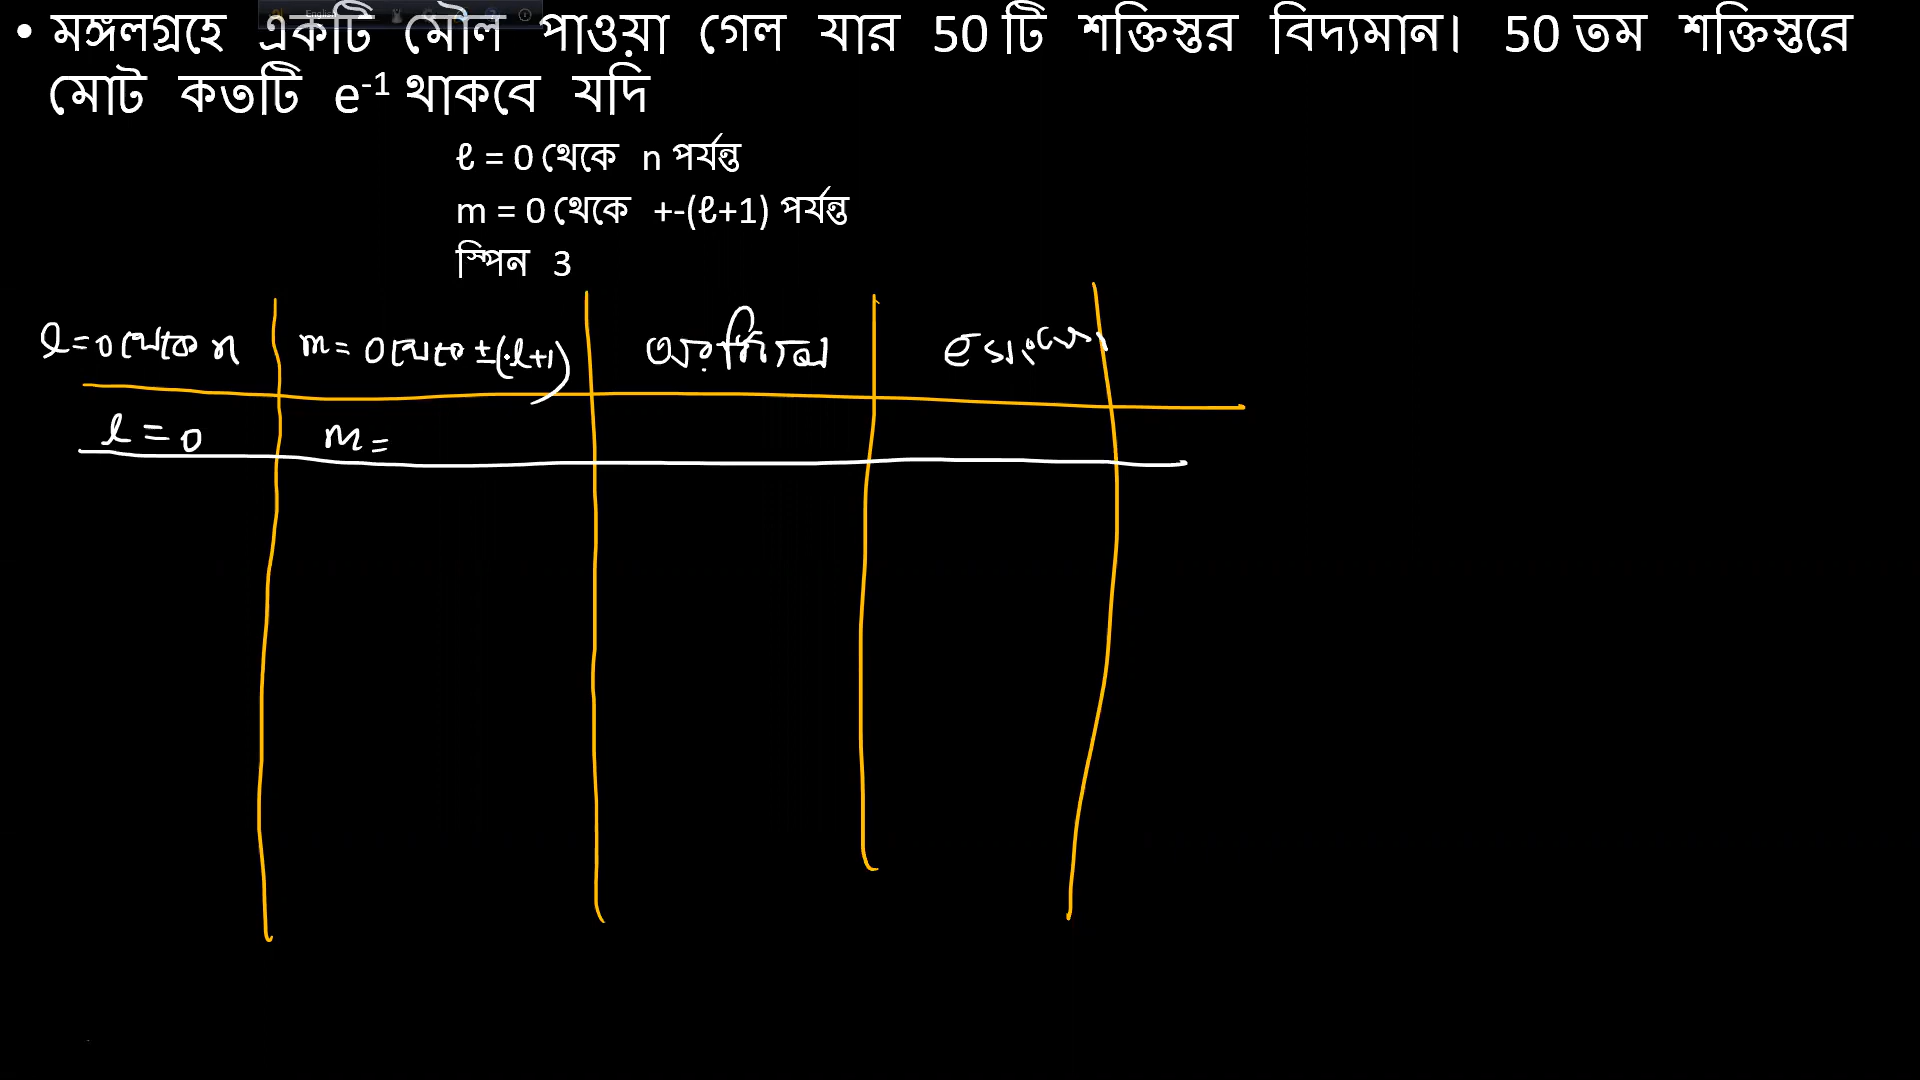 • মঙ্গলগ্রহে একটি মৌল পাওয়া গেল যার 50 টি শক্তিস্তর বিদ্যমান। 50 তম শক্তিস্তরে
মোট কতটি e-1 থাকবে যদি
ℓ = 0 থেকে n পর্যন্ত
m = 0 থেকে +-(ℓ+1) পর্যন্ত
স্পিন 3
l=0 থেকে n m= 0 থেকে ±(l+1) অরবিটাল e সংখ্যা
l = 0 m =